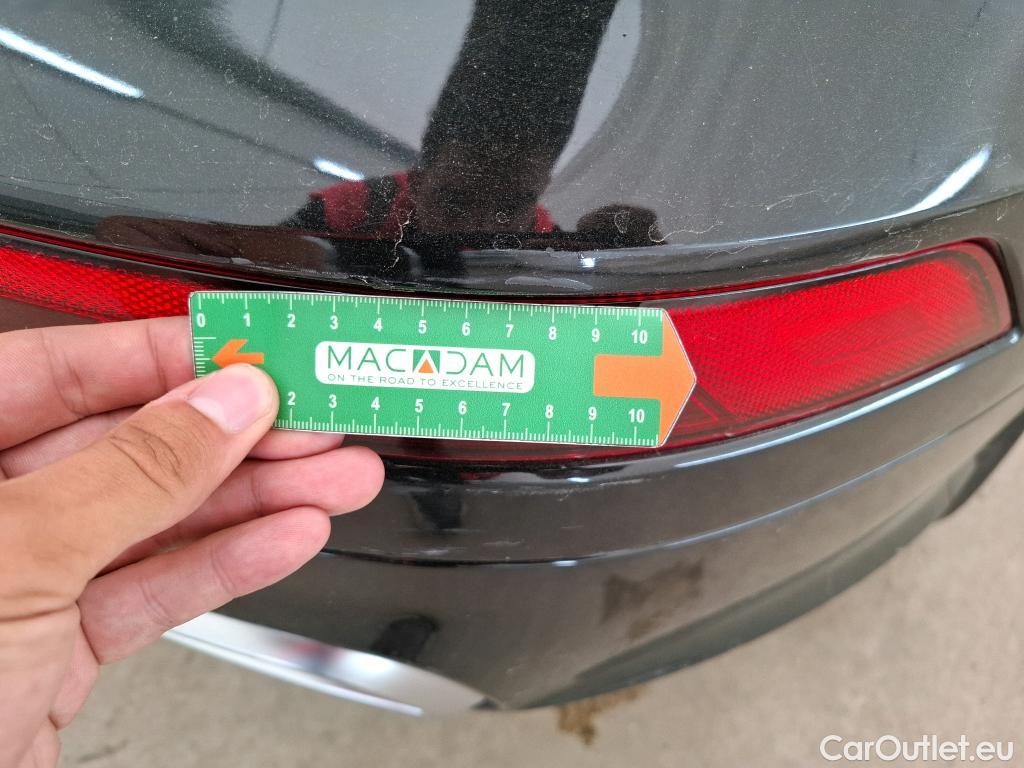 0 1 2 3 4 5 6 7 8 9 10
MACADAM
ON THE ROAD TO EXCELLENCE
2 3 4 5 6 7 8 9 10
CarOutlet.eu